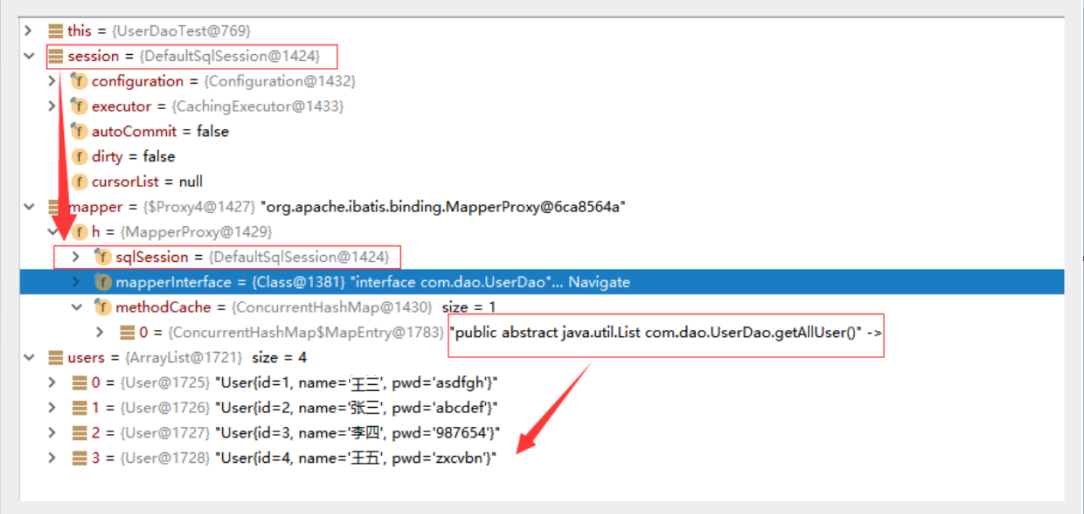 this = {UserDaoTest@769}
session = {DefaultSqlSession@1424}
configuration = {Configuration@1432}
executor = {CachingExecutor@1433}
autoCommit = false
dirty = false
cursorList = null
mapper = {$Proxy4@1427} "org.apache.ibatis.binding.MapperProxy@6ca8564a"
h = {MapperProxy@1429}
sqlSession = {DefaultSqlSession@1424}
mapperInterface = {Class@1381} "interface com.dao.UserDao"... Navigate
methodCache = {ConcurrentHashMap@1430} size = 1
0 = {ConcurrentHashMap$MapEntry@1783} "public abstract java.util.List com.dao.UserDao.getAllUser()" ->
users = {ArrayList@1721} size = 4
0 = {User@1725} "User{id=1, name='王三', pwd='asdfgh'}"
1 = {User@1726} "User{id=2, name='张三', pwd='abcdef'}"
2 = {User@1727} "User{id=3, name='李四', pwd='987654'}"
3 = {User@1728} "User{id=4, name='王五', pwd='zxcvbn'}"